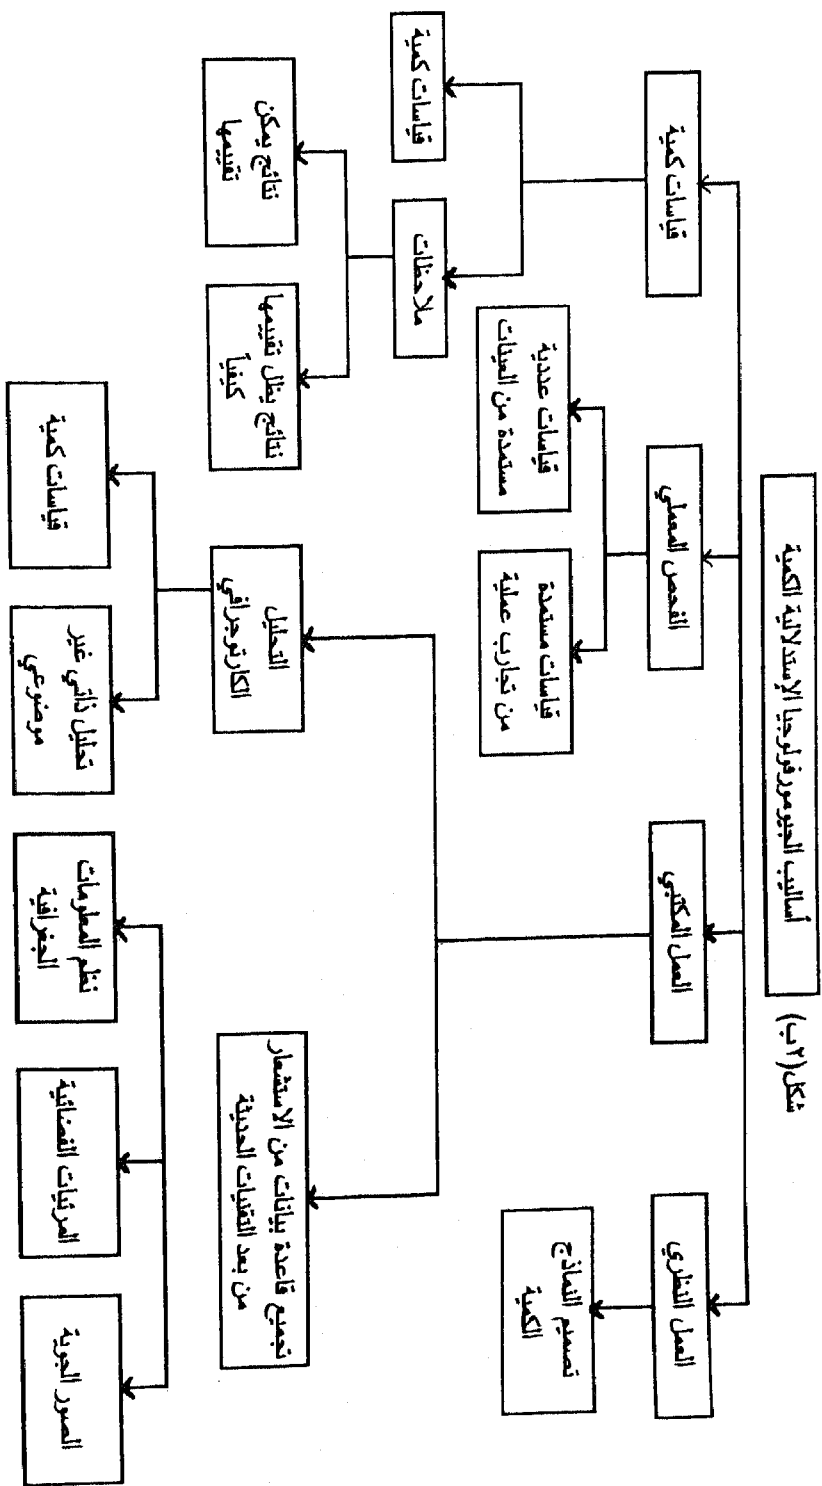 شكل (٢ب)
أساليب الجيومورفولوجيا الإستدلالية الكمية
العمل النظري
العمل المكتبي
الفحص المعملي
قياسات كمية
تصميم النماذج
الكمية
قياسات مستمدة
من تجارب عملية
قياسات عددية
مستمدة من العينات
ملاحظات
قياسات كمية
تجميع قاعدة بيانات من الاستشعار
من بعد التقنيات الحديثة
التحليل
الكارتوجرافي
نتائج يظل تقييمها
كيفياً
نتائج يمكن
تقييمها
الصور الجوية
المرئيات الفضائية
نظم المعلومات
الجغرافية
تحليل ذاتي غير
موضوعي
قياسات كمية